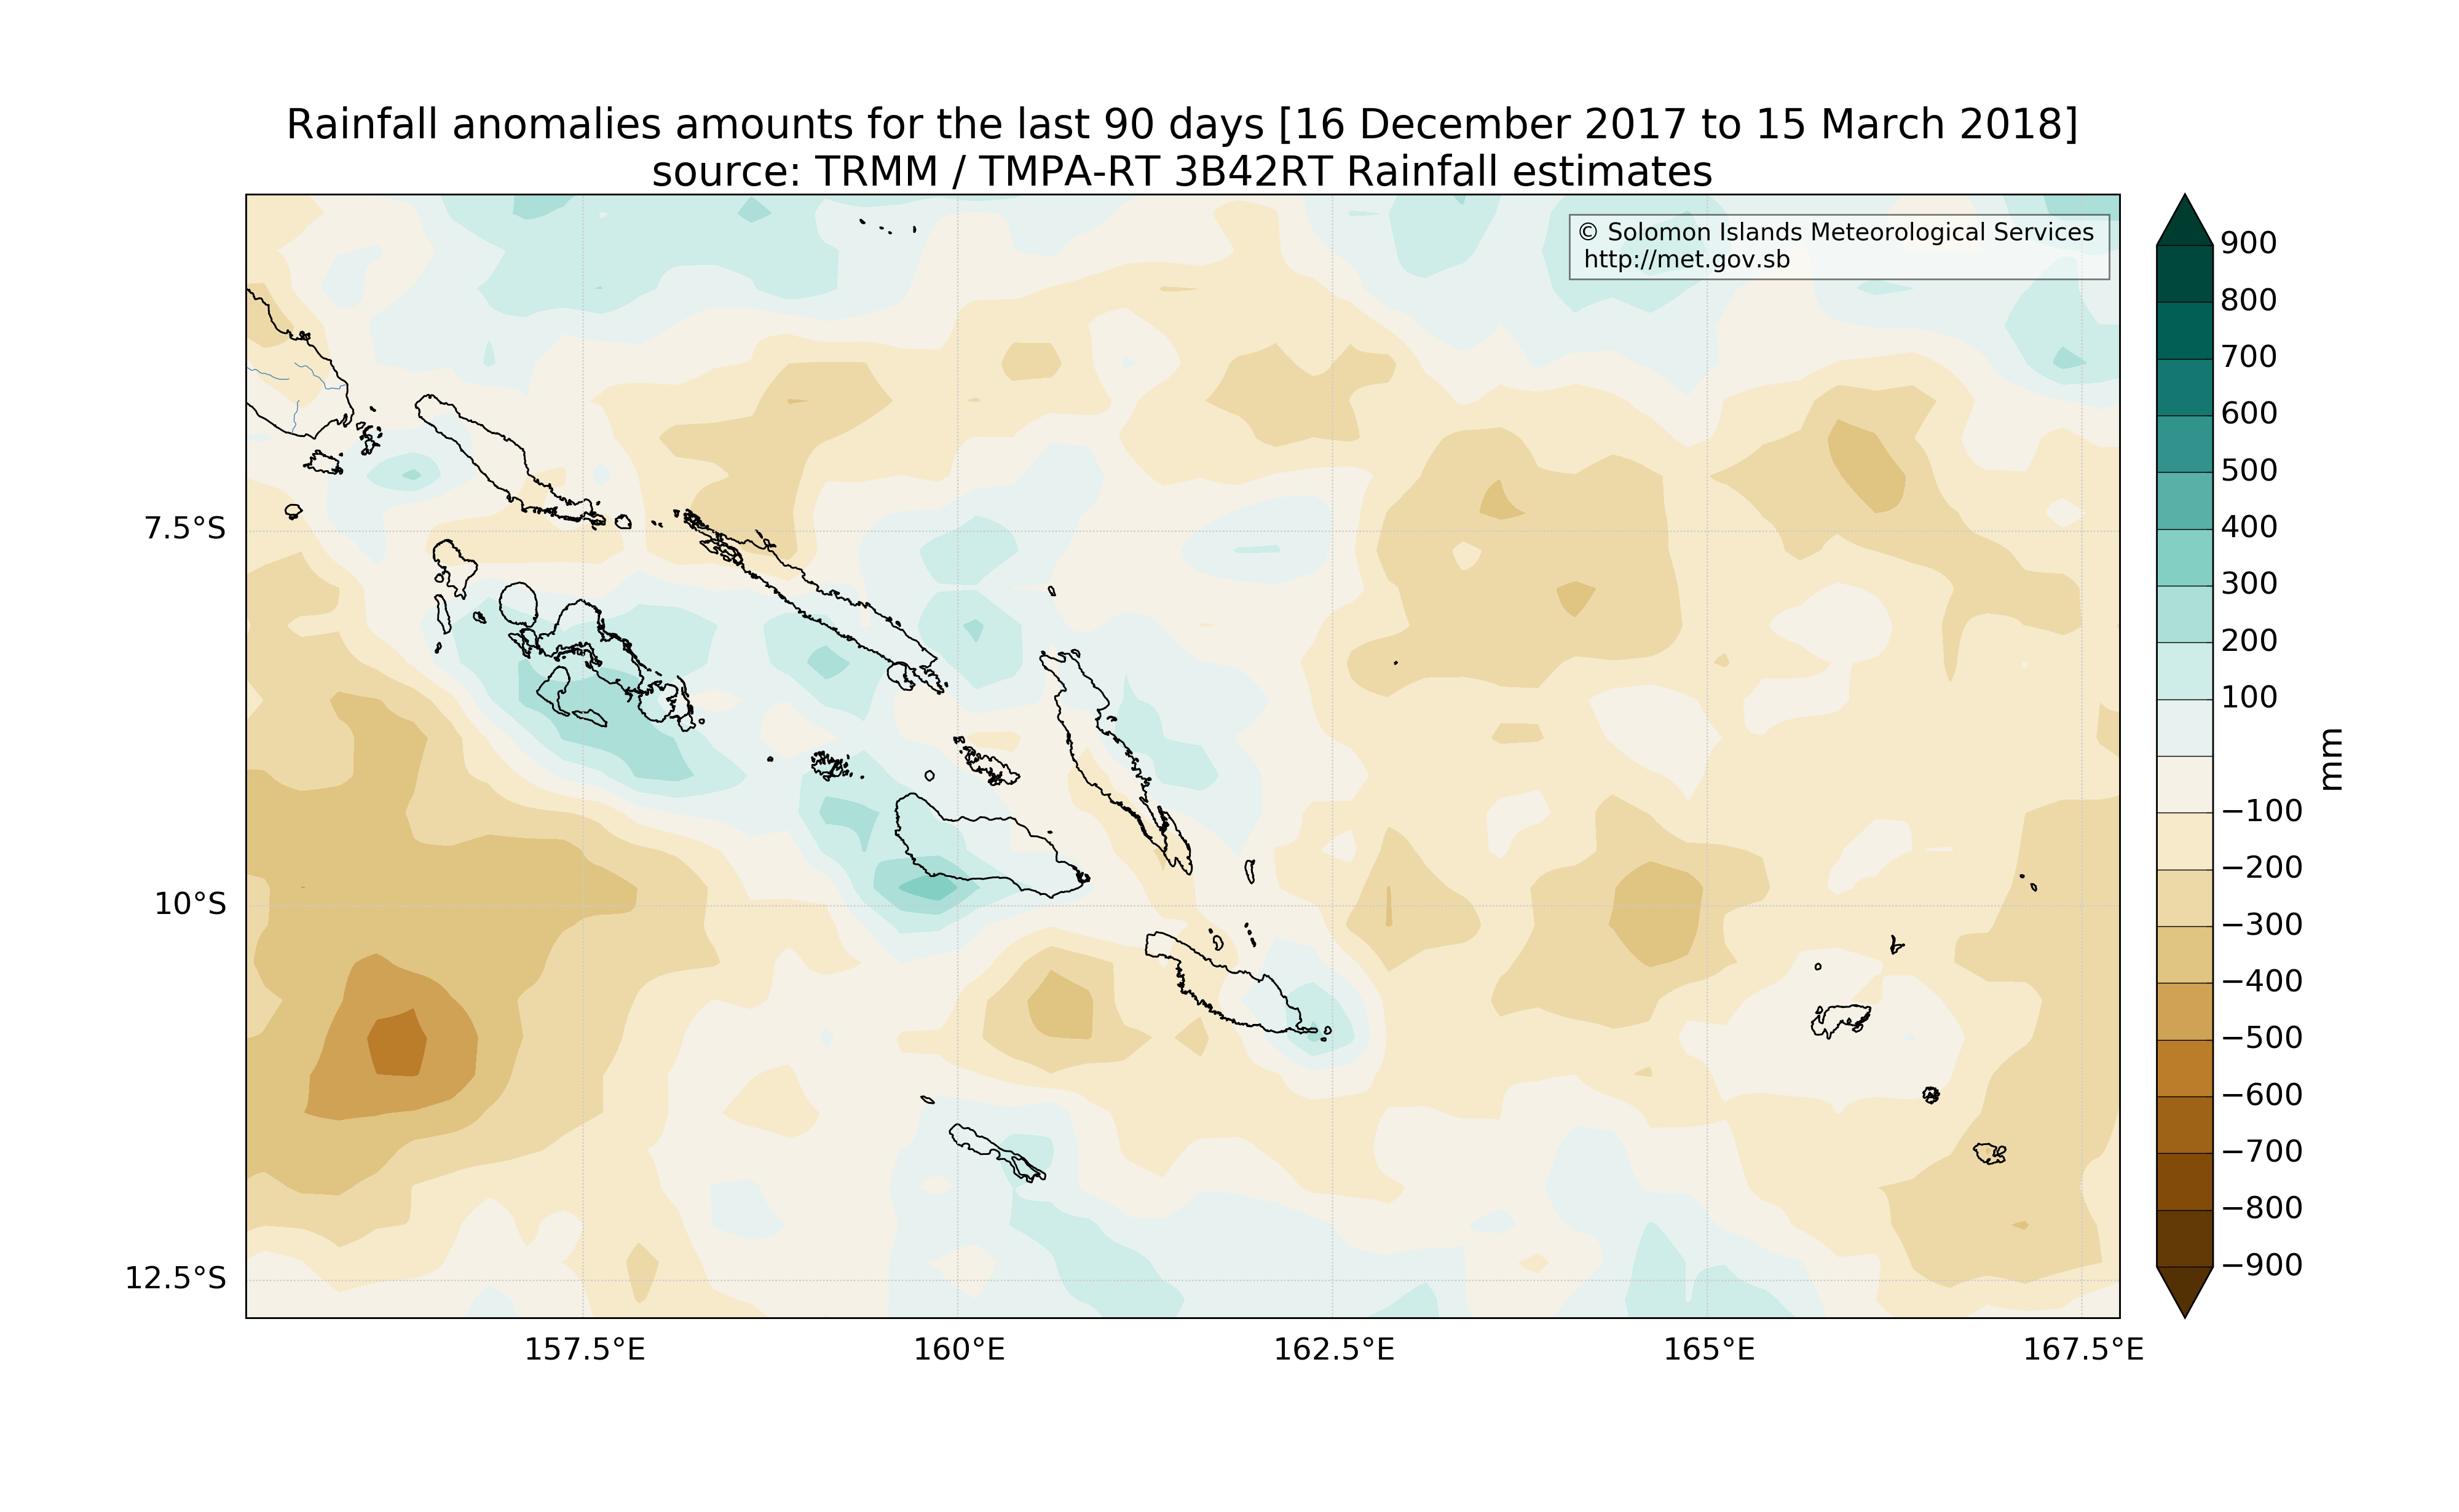 Rainfall anomalies amounts for the last 90 days [16 December 2017 to 15 March 2018]
source: TRMM / TMPA-RT 3B42RT Rainfall estimates
© Solomon Islands Meteorological Services
http://met.gov.sb
7.5°S
10°S
12.5°S
157.5°E
160°E
162.5°E
165°E
167.5°E
900
800
700
600
500
400
300
200
100
−100
−200
−300
−400
−500
−600
−700
−800
−900
mm